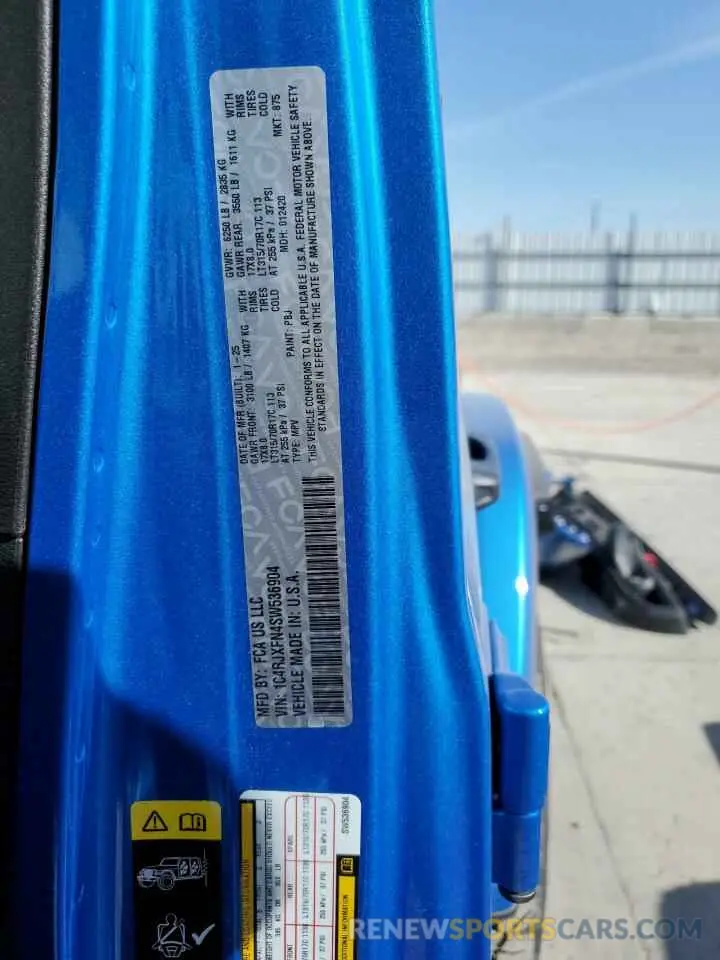 MFD BY: FCA US LLC
VIN: 1C4RJXFN4SW536904
VEHICLE MADE IN: U.S.A.
DATE OF MFR (BUILT): 1-25
GVWR: 6250 LB / 2835 KG
GAWR FRONT: 3100 LB / 1407 KG WITH
GAWR REAR: 3550 LB / 1611 KG WITH
17X8.0 RIMS
17X8.0 RIMS
LT315/70R17C 113 TIRES
LT315/70R17C 113 TIRES
AT 255 kPa / 37 PSI COLD
AT 255 kPa / 37 PSI COLD
TYPE: MPV PAINT: PBJ MDH: 012420 MKT: 875
THIS VEHICLE CONFORMS TO ALL APPLICABLE U.S.A. FEDERAL MOTOR VEHICLE SAFETY
STANDARDS IN EFFECT ON THE DATE OF MANUFACTURE SHOWN ABOVE.
SW536904
RENEWSPORTSCARS.COM